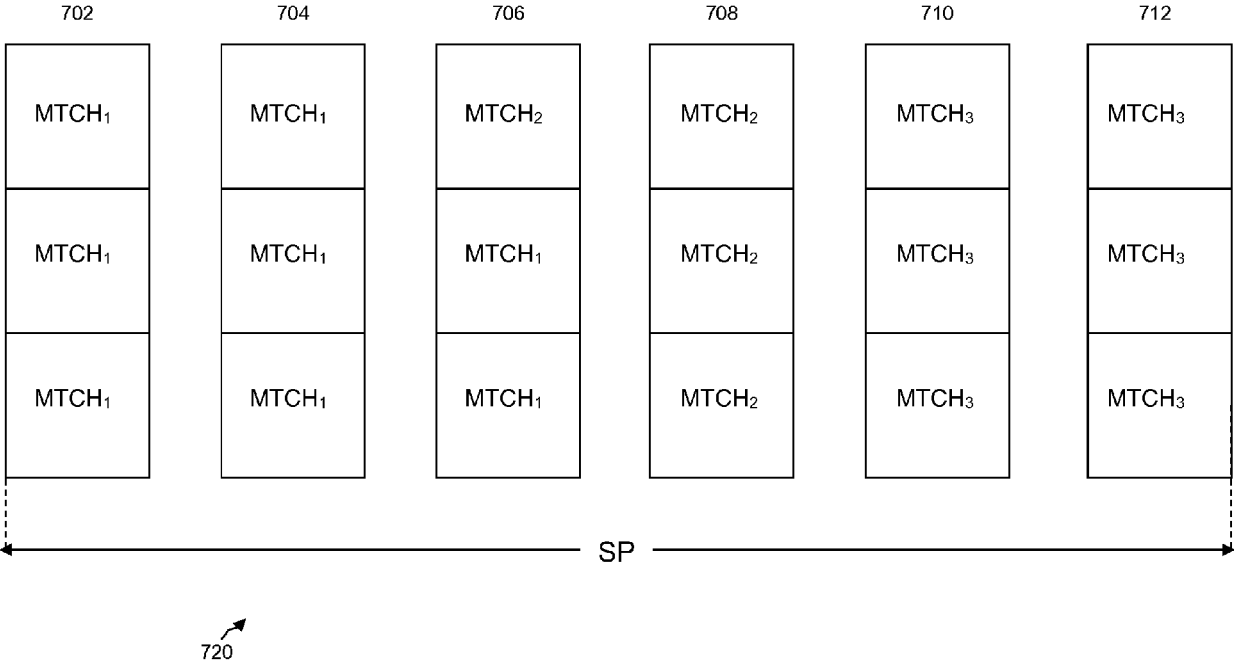 702 704 706 708 710 712
MTCH₁ MTCH₁ MTCH₂ MTCH₂ MTCH₃ MTCH₃
MTCH₁ MTCH₁ MTCH₁ MTCH₂ MTCH₃ MTCH₃
MTCH₁ MTCH₁ MTCH₁ MTCH₂ MTCH₃ MTCH₃
SP
720